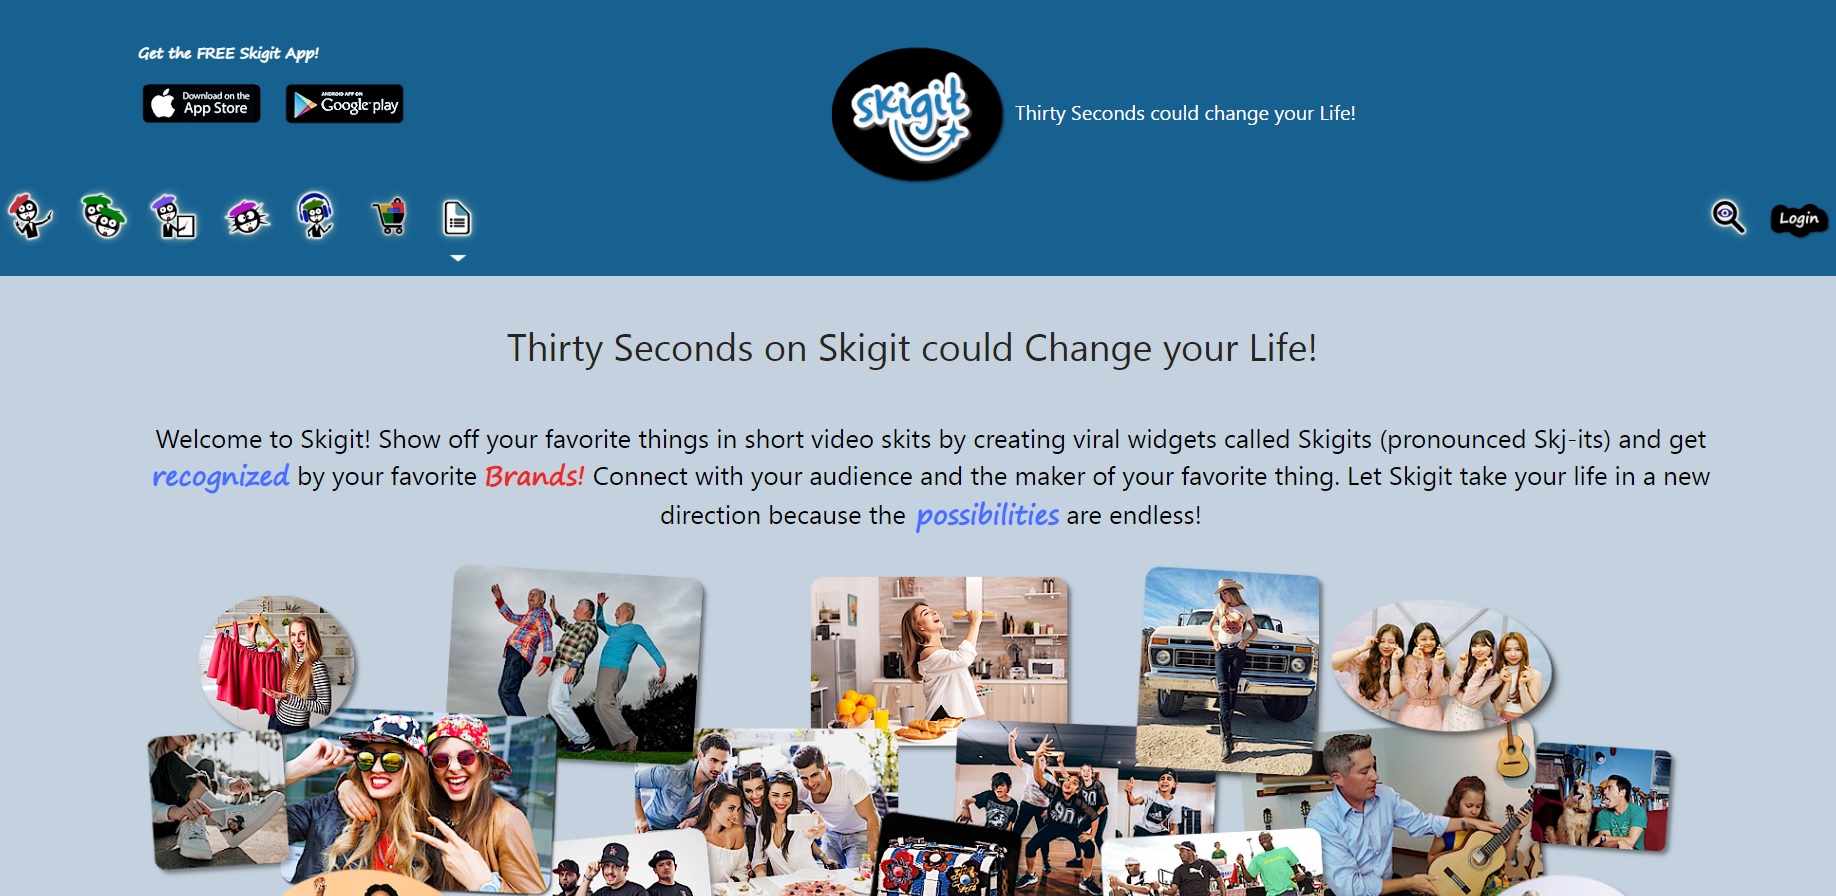 Get the FREE Skigit App!
Download on the
App Store
ANDROID APP ON
Google play
skigit
Thirty Seconds could change your Life!
Login
Thirty Seconds on Skigit could Change your Life!
Welcome to Skigit! Show off your favorite things in short video skits by creating viral widgets called Skigits (pronounced Skj-its) and get
recognized by your favorite Brands! Connect with your audience and the maker of your favorite thing. Let Skigit take your life in a new
direction because the possibilities are endless!